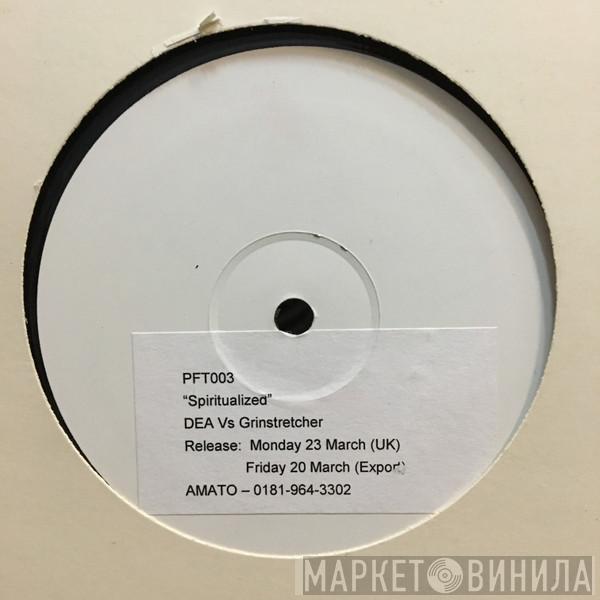 PFT003
“Spiritualized”
DEA Vs Grinstretcher
Release: Monday 23 March (UK)
Friday 20 March (Export)
AMATO – 0181-964-3302
МАРКЕТ ВИНИЛА